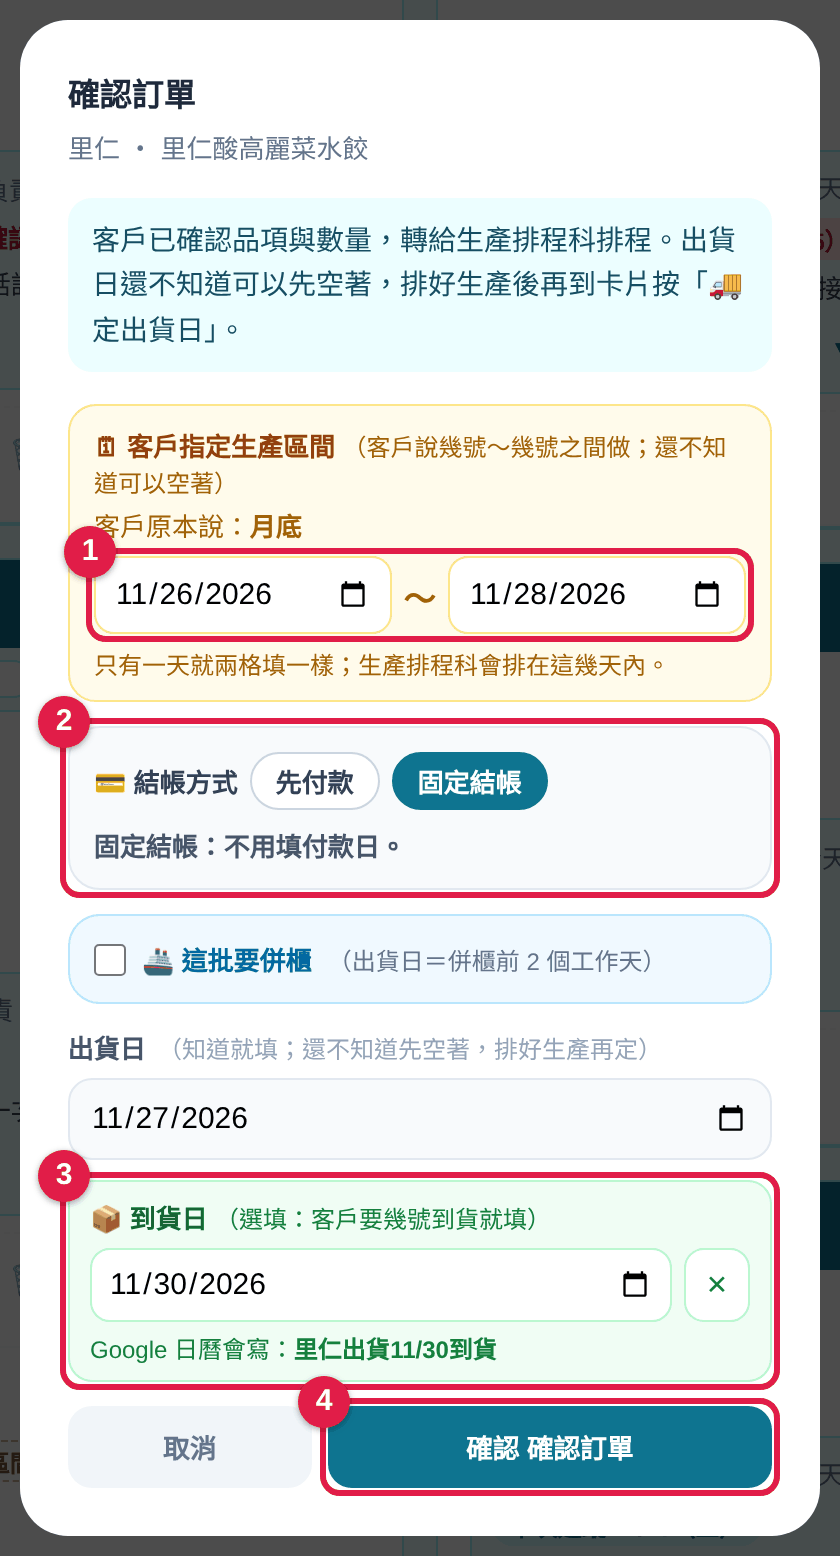 確認訂單
里仁 · 里仁酸高麗菜水餃
客戶已確認品項與數量，轉給生產排程科排程。出貨
日還不知道可以先空著，排好生產後再到卡片按「🚚
定出貨日」。
🗓 客戶指定生產區間 （客戶說幾號～幾號之間做；還不知
道可以空著）
客戶原本說：月底
1
11/26/2026 ～ 11/28/2026
只有一天就兩格填一樣；生產排程科會排在這幾天內。
2
💳 結帳方式 先付款 固定結帳
固定結帳：不用填付款日。
🚢 這批要併櫃 （出貨日＝併櫃前 2 個工作天）
出貨日 （知道就填；還不知道先空著，排好生產再定）
11/27/2026
3
📦 到貨日 （選填：客戶要幾號到貨就填）
11/30/2026 ✕
Google 日曆會寫：里仁出貨11/30到貨
4
取消 確認 確認訂單